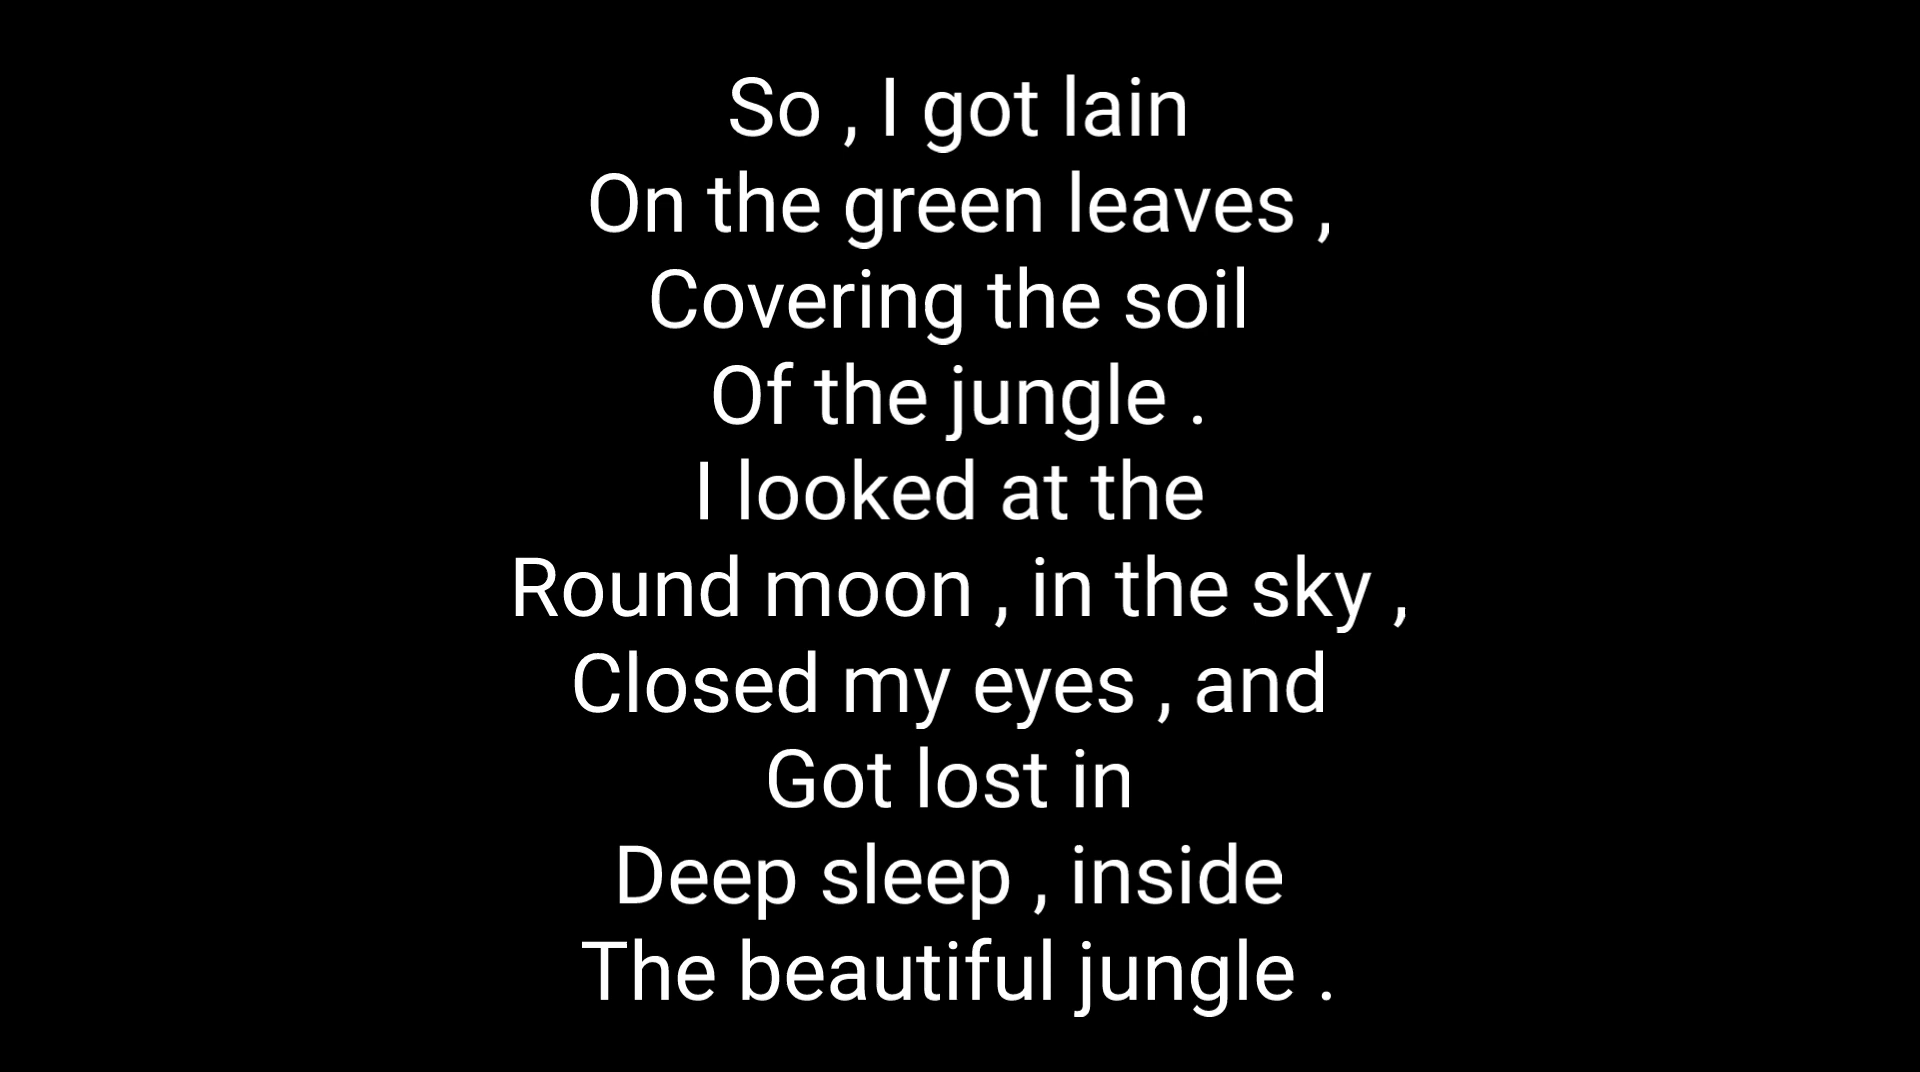 So , I got lain
On the green leaves ,
Covering the soil
Of the jungle .
I looked at the
Round moon , in the sky ,
Closed my eyes , and
Got lost in
Deep sleep , inside
The beautiful jungle .